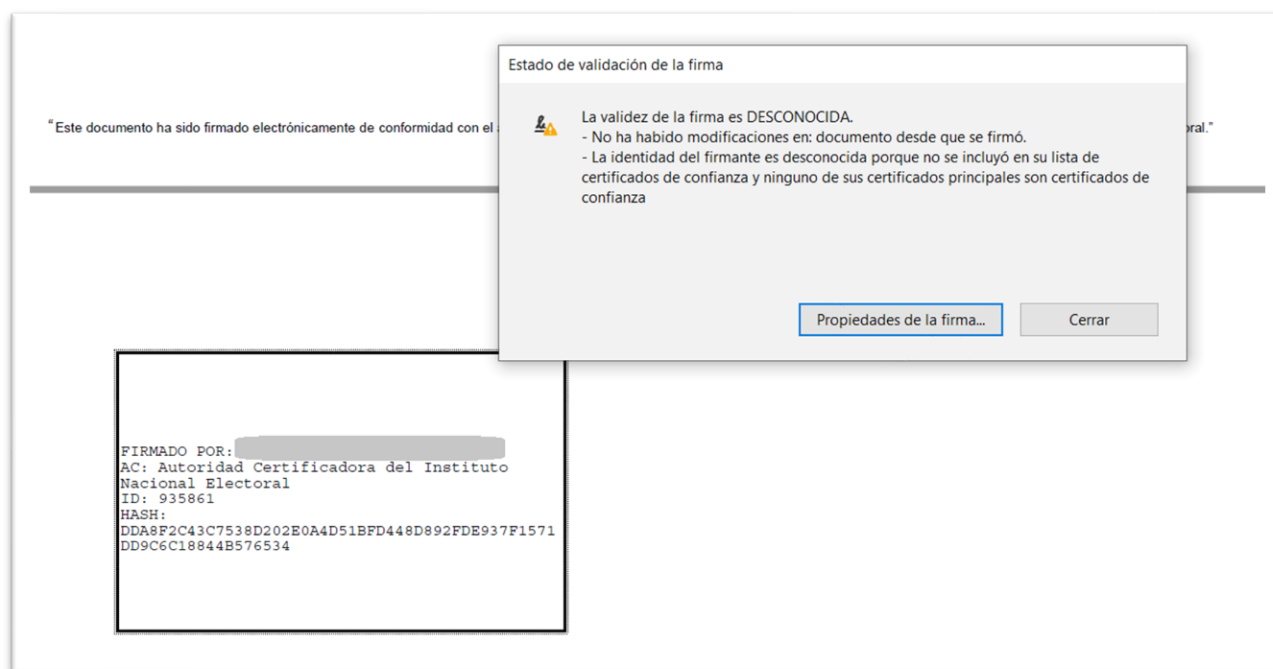 Estado de validación de la firma
La validez de la firma es DESCONOCIDA.
- No ha habido modificaciones en: documento desde que se firmó.
- La identidad del firmante es desconocida porque no se incluyó en su lista de
certificados de confianza y ninguno de sus certificados principales son certificados de
confianza
Propiedades de la firma...
Cerrar
“Este documento ha sido firmado electrónicamente de conformidad con el
oral.”
FIRMADO POR:
AC: Autoridad Certificadora del Instituto
Nacional Electoral
ID: 935861
HASH:
DDA8F2C43C7538D202E0A4D51BFD448D892FDE937F1571
DD9C6C18844B576534